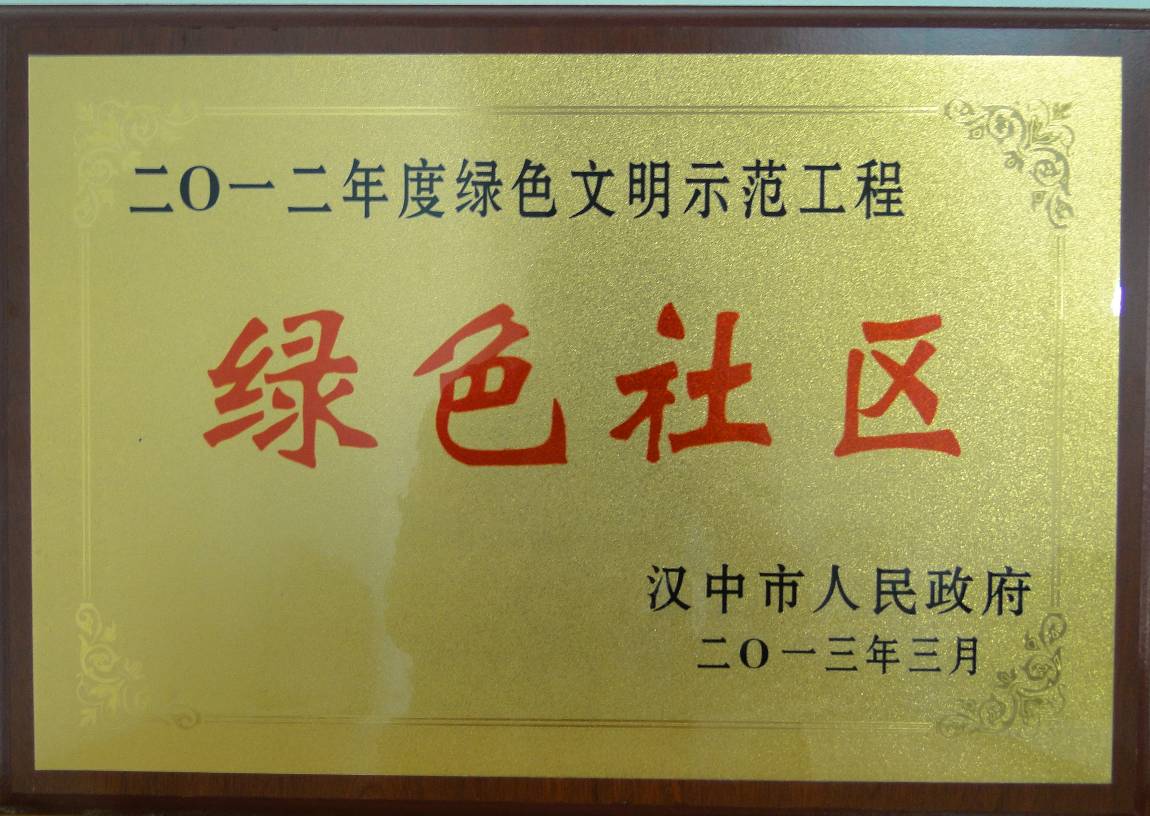 二O一二年度绿色文明示范工程
绿色社区
汉中市人民政府
二O一三年三月